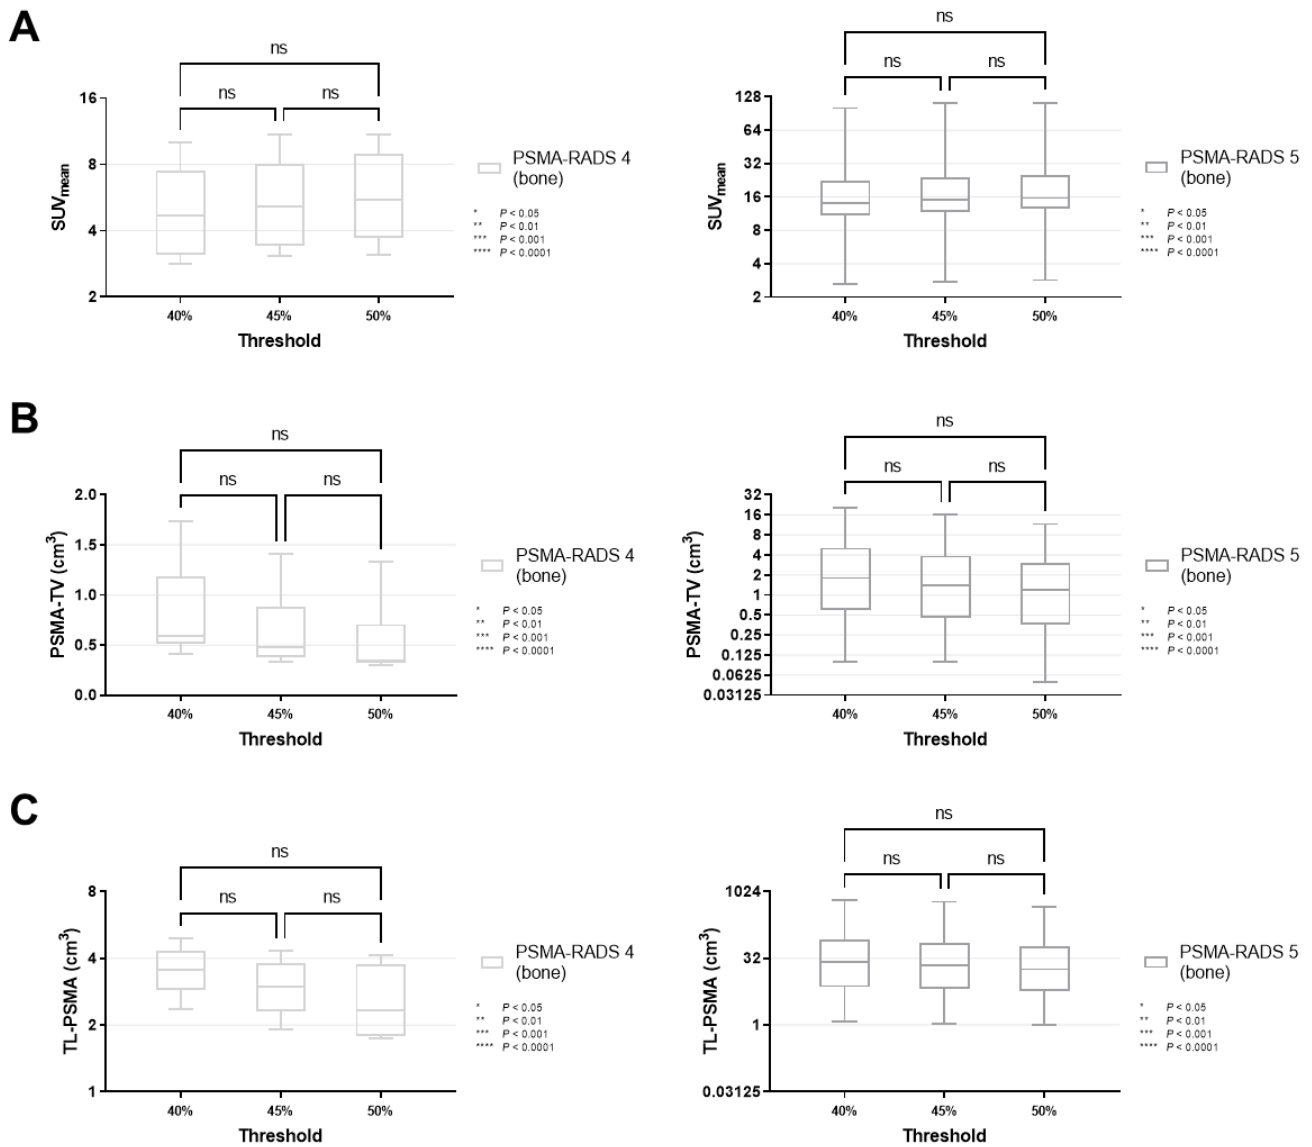 A
ns
ns
ns
16
8
4
2
SUVmean
40%
45%
50%
Threshold
PSMA-RADS 4
(bone)
* P < 0.05
** P < 0.01
*** P < 0.001
**** P < 0.0001
ns
ns
ns
128
64
32
16
8
4
2
SUVmean
40%
45%
50%
Threshold
PSMA-RADS 5
(bone)
* P < 0.05
** P < 0.01
*** P < 0.001
**** P < 0.0001
B
ns
ns
ns
2.0
1.5
1.0
0.5
0.0
PSMA-TV (cm³)
40%
45%
50%
Threshold
PSMA-RADS 4
(bone)
* P < 0.05
** P < 0.01
*** P < 0.001
**** P < 0.0001
ns
ns
ns
32
16
8
4
2
1
0.5
0.25
0.125
0.0625
0.03125
PSMA-TV (cm³)
40%
45%
50%
Threshold
PSMA-RADS 5
(bone)
* P < 0.05
** P < 0.01
*** P < 0.001
**** P < 0.0001
C
ns
ns
ns
8
4
2
1
TL-PSMA (cm³)
40%
45%
50%
Threshold
PSMA-RADS 4
(bone)
* P < 0.05
** P < 0.01
*** P < 0.001
**** P < 0.0001
ns
ns
ns
1024
32
1
0.03125
TL-PSMA (cm³)
40%
45%
50%
Threshold
PSMA-RADS 5
(bone)
* P < 0.05
** P < 0.01
*** P < 0.001
**** P < 0.0001